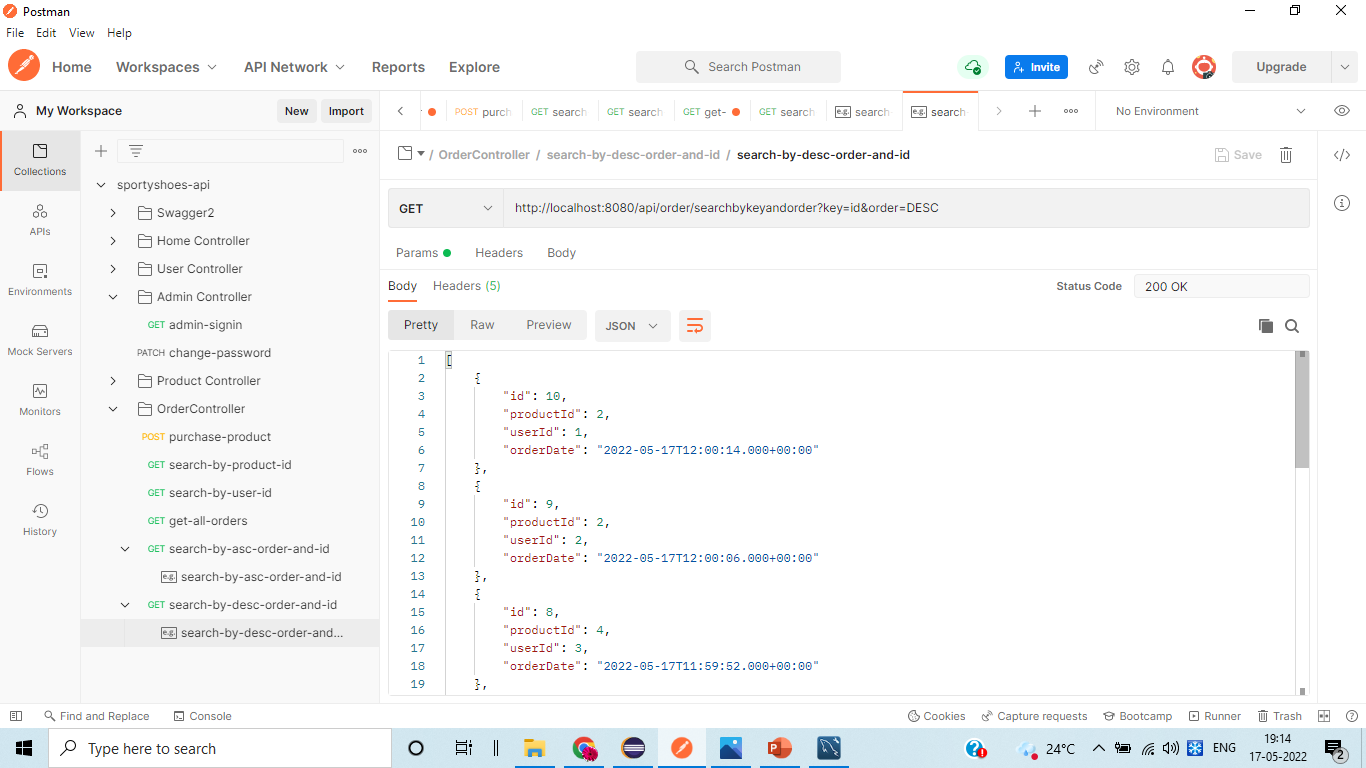 Postman
File Edit View Help
Home Workspaces API Network Reports Explore Search Postman Invite Upgrade
My Workspace New Import
POST purch GET search GET search GET get- GET search e.g. search e.g. search No Environment
Collections
APIs
Environments
Mock Servers
Monitors
Flows
History
sportyshoes-api
Swagger2
Home Controller
User Controller
Admin Controller
GET admin-signin
PATCH change-password
Product Controller
OrderController
POST purchase-product
GET search-by-product-id
GET search-by-user-id
GET get-all-orders
GET search-by-asc-order-and-id
e.g. search-by-asc-order-and-id
GET search-by-desc-order-and-id
e.g. search-by-desc-order-and...
/ OrderController / search-by-desc-order-and-id / search-by-desc-order-and-id Save
GET http://localhost:8080/api/order/searchbykeyandorder?key=id&order=DESC
Params Headers Body
Body Headers (5) Status Code 200 OK
Pretty Raw Preview JSON
1 [
2 {
3 "id": 10,
4 "productId": 2,
5 "userId": 1,
6 "orderDate": "2022-05-17T12:00:14.000+00:00"
7 },
8 {
9 "id": 9,
10 "productId": 2,
11 "userId": 2,
12 "orderDate": "2022-05-17T12:00:06.000+00:00"
13 },
14 {
15 "id": 8,
16 "productId": 4,
17 "userId": 3,
18 "orderDate": "2022-05-17T11:59:52.000+00:00"
19 },
Find and Replace Console Cookies Capture requests Bootcamp Runner Trash
Type here to search 24°C ENG 19:14
17-05-2022 2